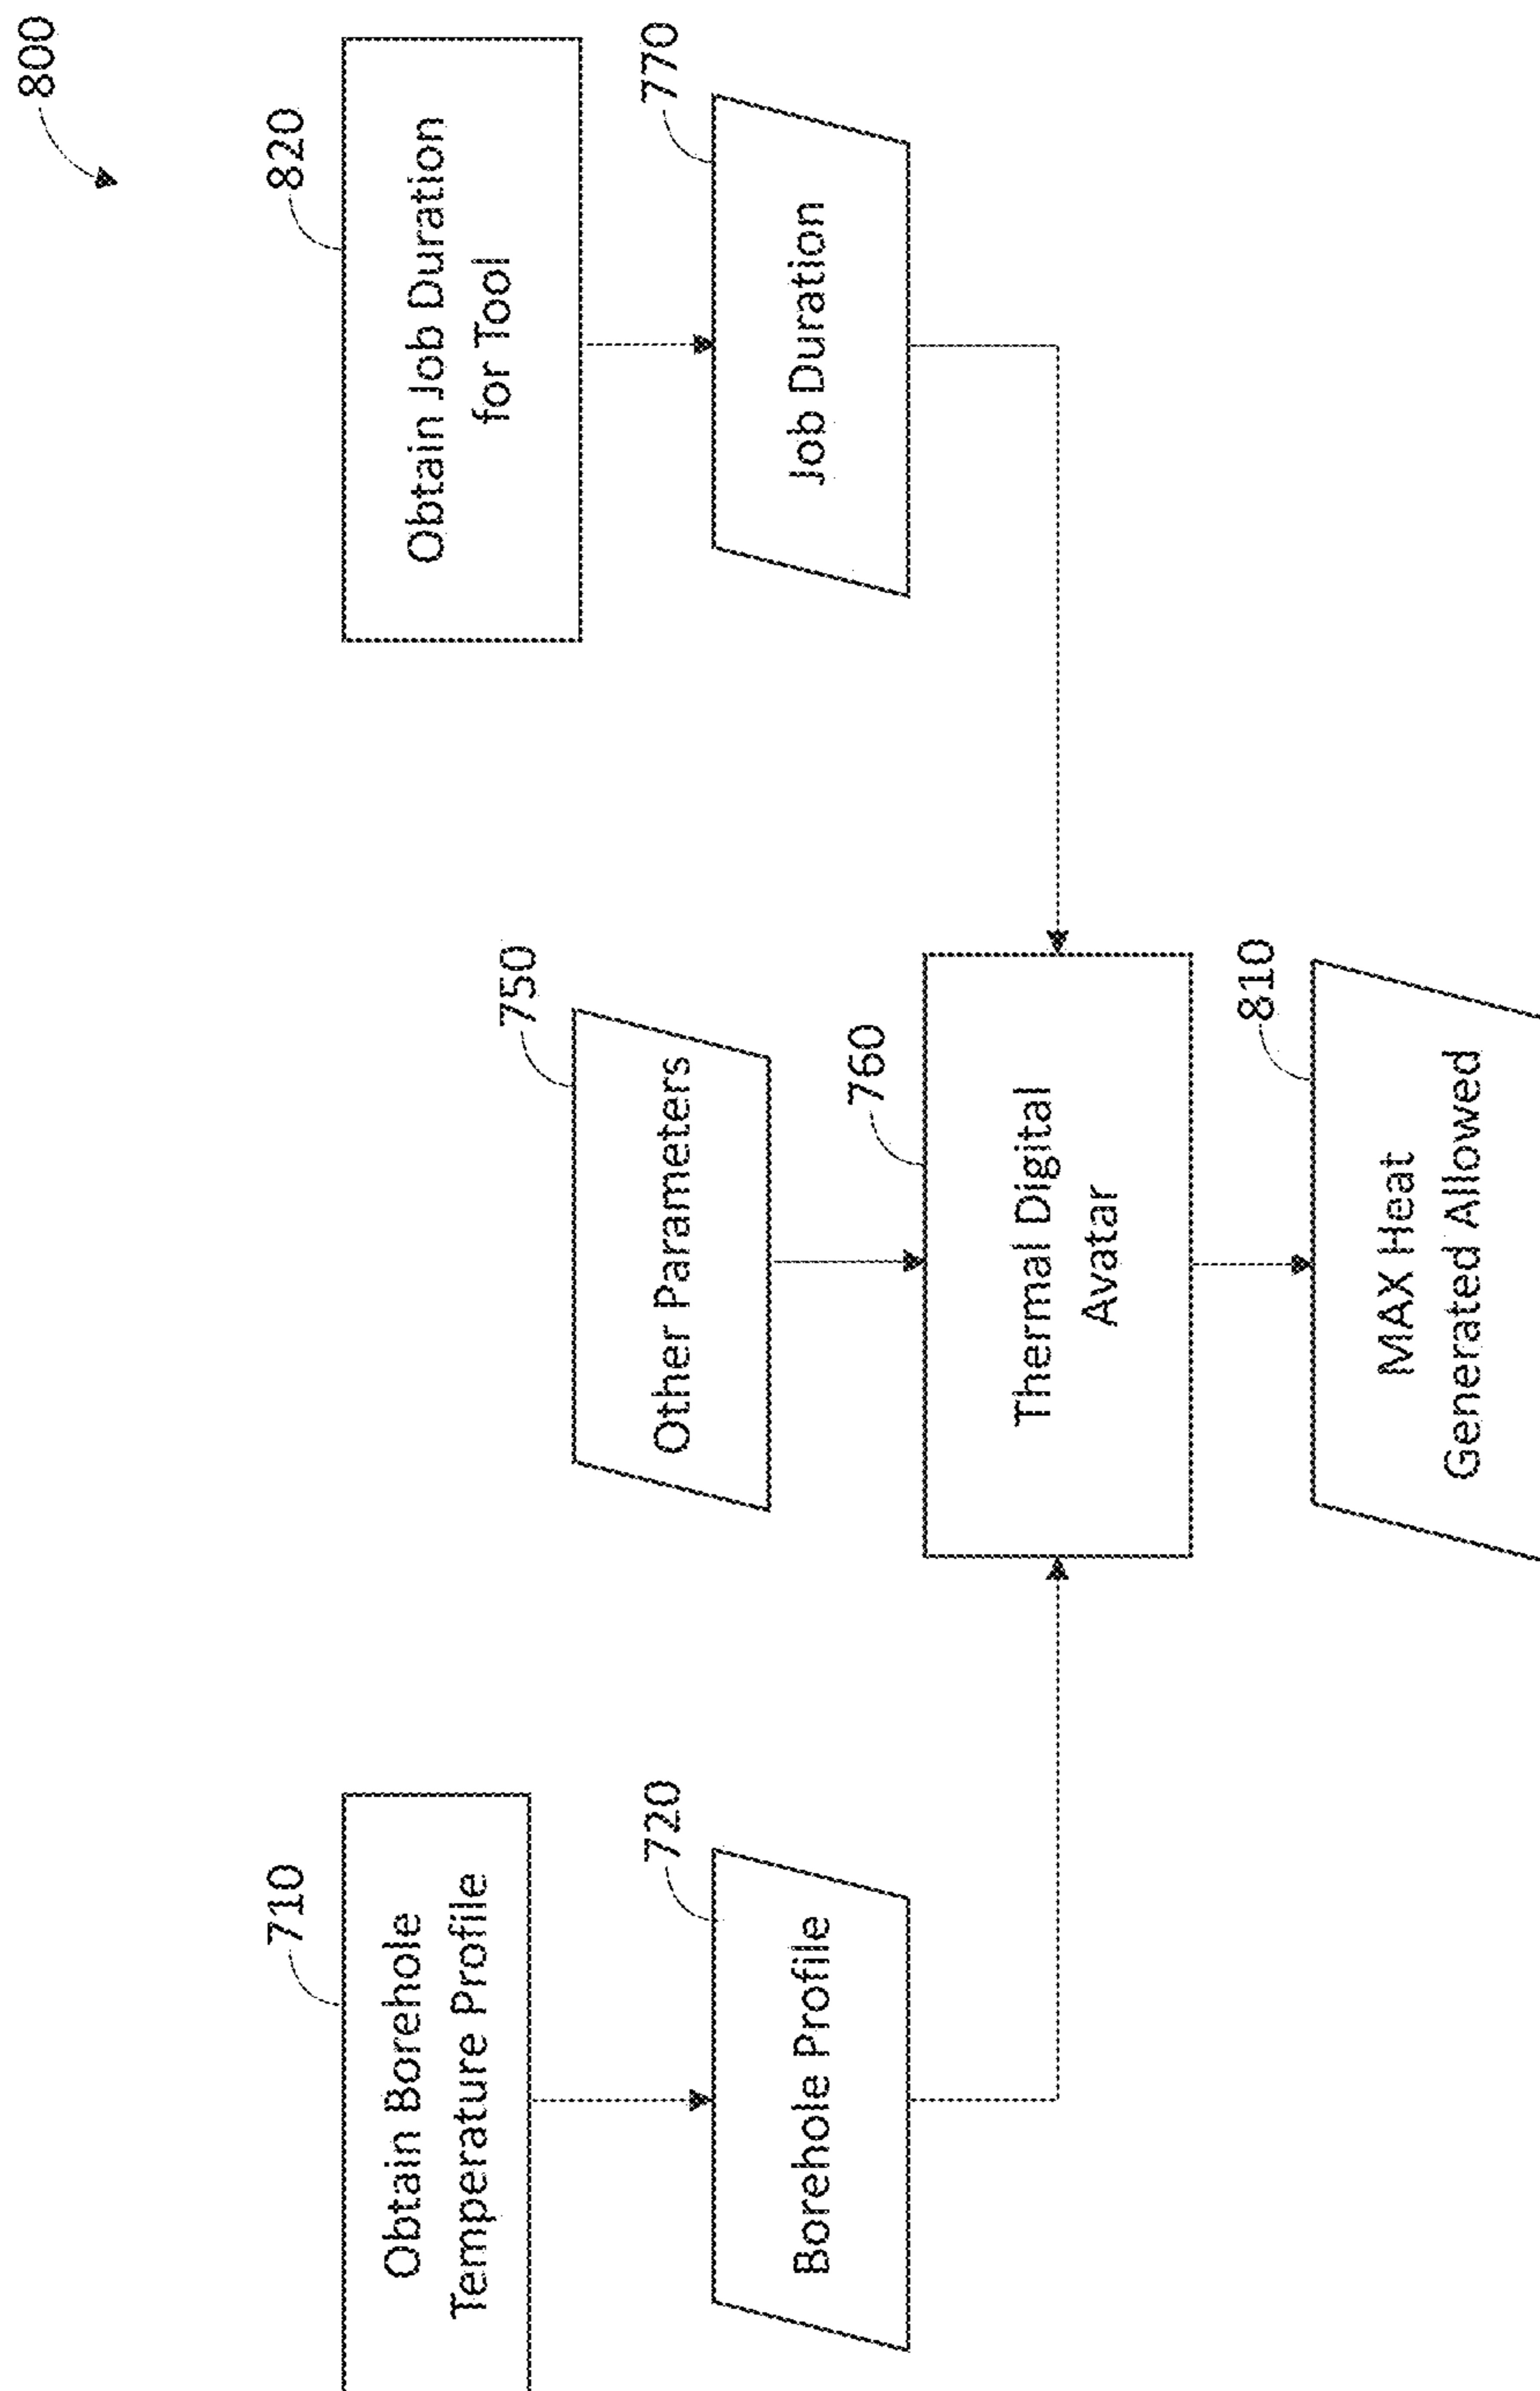 800
710
Obtain Borehole
Temperature Profile
820
Obtain Job Duration
for Tool
750
Other Parameters
720
Borehole Profile
770
Job Duration
760
Thermal Digital
Avatar
810
MAX Heat
Generated Allowed